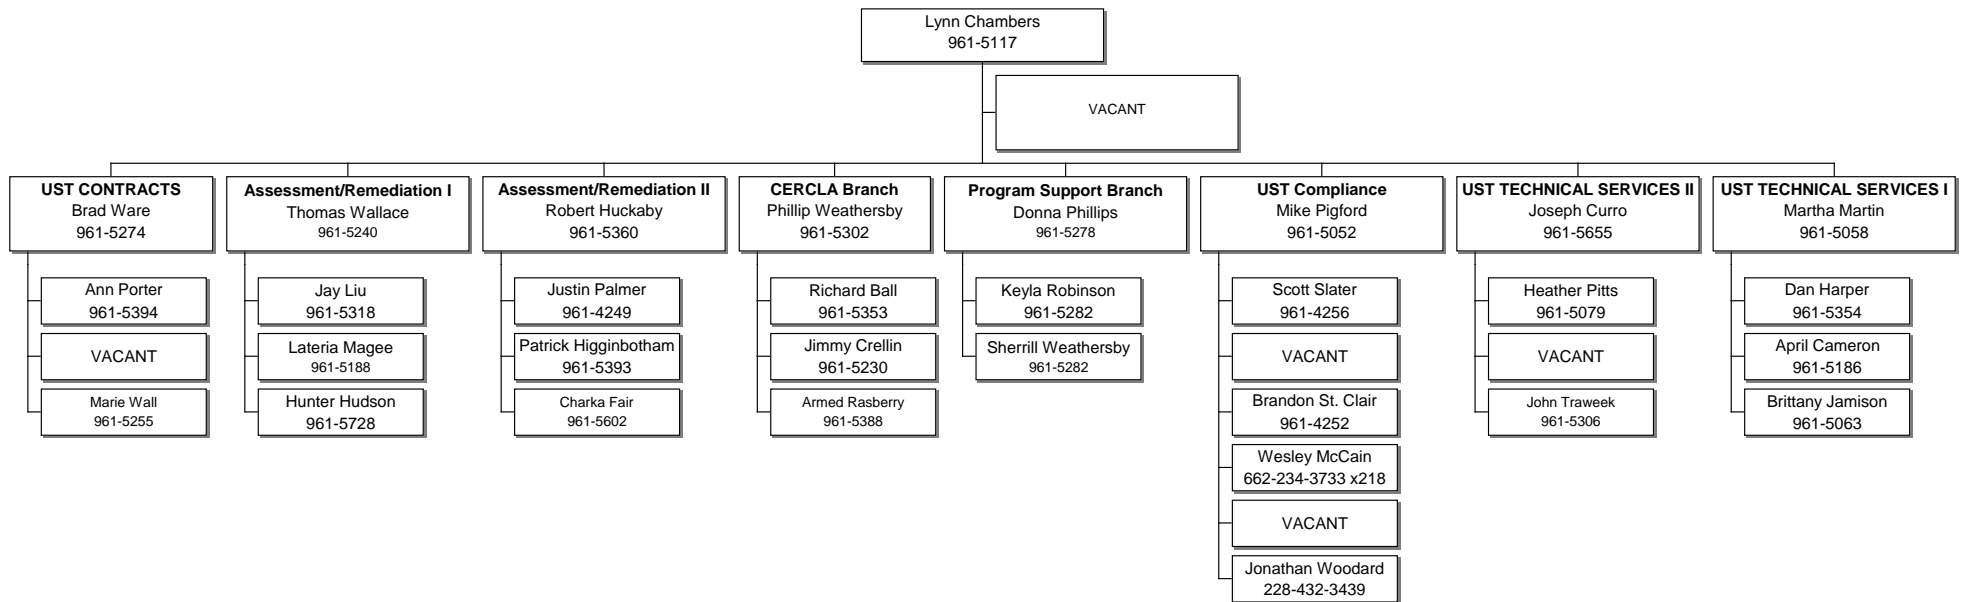 Lynn Chambers
961-5117
VACANT
UST CONTRACTS
Brad Ware
961-5274
Ann Porter
961-5394
VACANT
Marie Wall
961-5255
Assessment/Remediation I
Thomas Wallace
961-5240
Jay Liu
961-5318
Lateria Magee
961-5188
Hunter Hudson
961-5728
Assessment/Remediation II
Robert Huckaby
961-5360
Justin Palmer
961-4249
Patrick Higginbotham
961-5393
Charka Fair
961-5602
CERCLA Branch
Phillip Weathersby
961-5302
Richard Ball
961-5353
Jimmy Crellin
961-5230
Armed Rasberry
961-5388
Program Support Branch
Donna Phillips
961-5278
Keyla Robinson
961-5282
Sherrill Weathersby
961-5282
UST Compliance
Mike Pigford
961-5052
Scott Slater
961-4256
VACANT
Brandon St. Clair
961-4252
Wesley McCain
662-234-3733 x218
VACANT
Jonathan Woodard
228-432-3439
UST TECHNICAL SERVICES II
Joseph Curro
961-5655
Heather Pitts
961-5079
VACANT
John Traweek
961-5306
UST TECHNICAL SERVICES I
Martha Martin
961-5058
Dan Harper
961-5354
April Cameron
961-5186
Brittany Jamison
961-5063